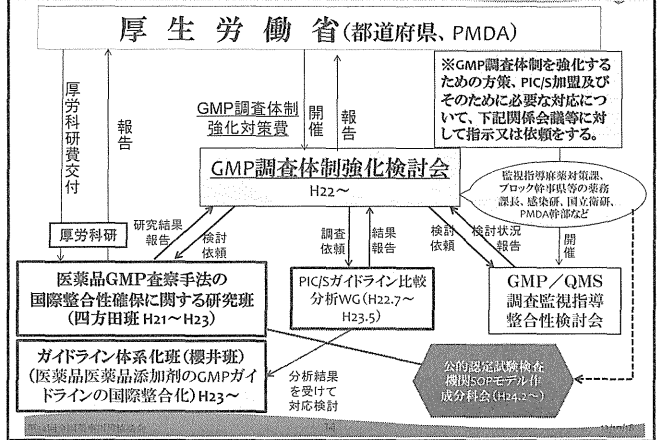 厚生労働省(都道府県、PMDA)
※GMP調査体制を強化する
ための方策、PIC/S加盟及び
そのために必要な対応につ
いて、下記関係会議等に対
して指示又は依頼をする。
厚労科研費交付
報告
GMP調査体制
強化対策費
開催
報告
GMP調査体制強化検討会
H22～
監視指導麻薬対策課、
ブロック幹事県等の薬務
課長、感染研、国立衛研、
PMDA幹部など
厚労科研
研究結果
報告
検討
依頼
調査
依頼
結果
報告
検討
依頼
検討状況
報告
開催
医薬品GMP査察手法の
国際整合性確保に関する研究班
(四方田班 H21～H23)
PIC/Sガイドライン比較
分析WG(H22.7～
H23.5)
GMP/QMS
調査監視指導
整合性検討会
ガイドライン体系化班(櫻井班)
(医薬品医薬品添加剤のGMPガイ
ドラインの国際整合化)H23～
分析結果
を受けて
対応検討
公的認定試験検査
機関SOPモデル作
成分科会(H24.2～)
14